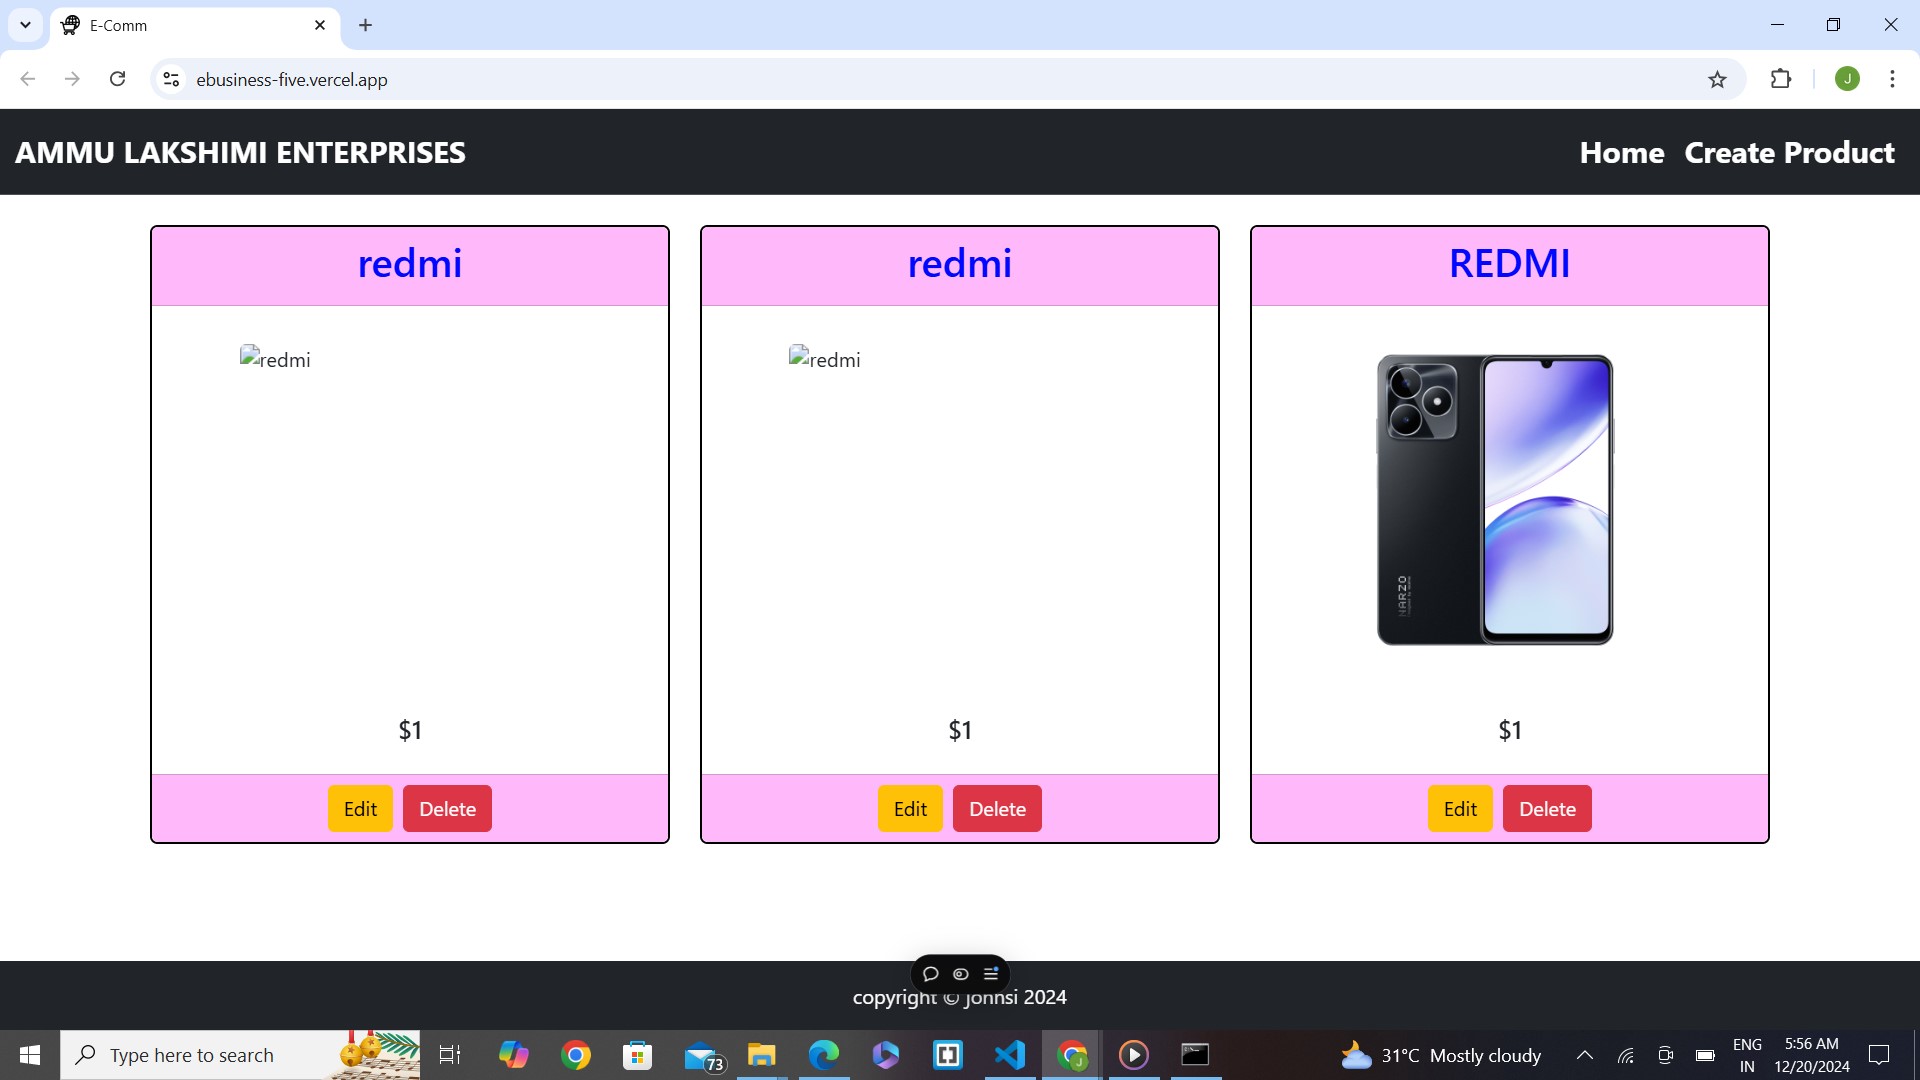 E-Comm
ebusiness-five.vercel.app
J
AMMU LAKSHIMI ENTERPRISES
Home Create Product
redmi
redmi
REDMI
redmi
redmi
NARZO
$1
$1
$1
Edit Delete
Edit Delete
Edit Delete
copyright © johnsi 2024
Type here to search
73
J
31°C Mostly cloudy
ENG
IN
5:56 AM
12/20/2024